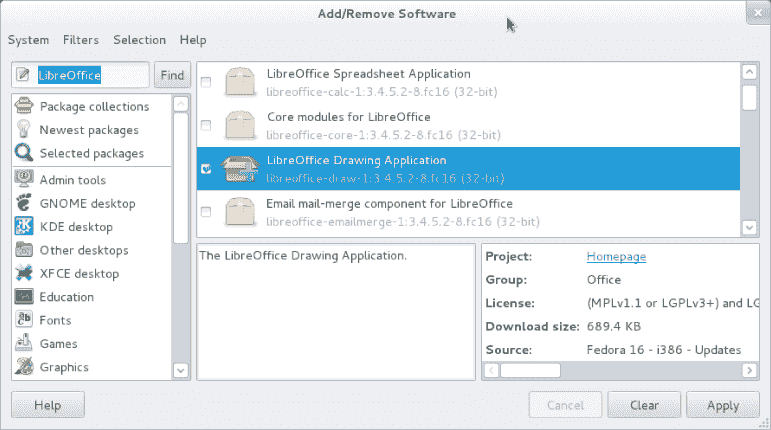 Add/Remove Software
System Filters Selection Help
LibreOffice Find
Package collections
Newest packages
Selected packages
Admin tools
GNOME desktop
KDE desktop
Other desktops
XFCE desktop
Education
Fonts
Games
Graphics
LibreOffice Spreadsheet Application
libreoffice-calc-1:3.4.5.2-8.fc16 (32-bit)
Core modules for LibreOffice
libreoffice-core-1:3.4.5.2-8.fc16 (32-bit)
LibreOffice Drawing Application
libreoffice-draw-1:3.4.5.2-8.fc16 (32-bit)
Email mail-merge component for LibreOffice
libreoffice-emailmerge-1:3.4.5.2-8.fc16 (32-bit)
The LibreOffice Drawing Application.
Project: Homepage
Group: Office
License: (MPLv1.1 or LGPLv3+) and LG
Download size: 689.4 KB
Source: Fedora 16 - i386 - Updates
Help Cancel Clear Apply